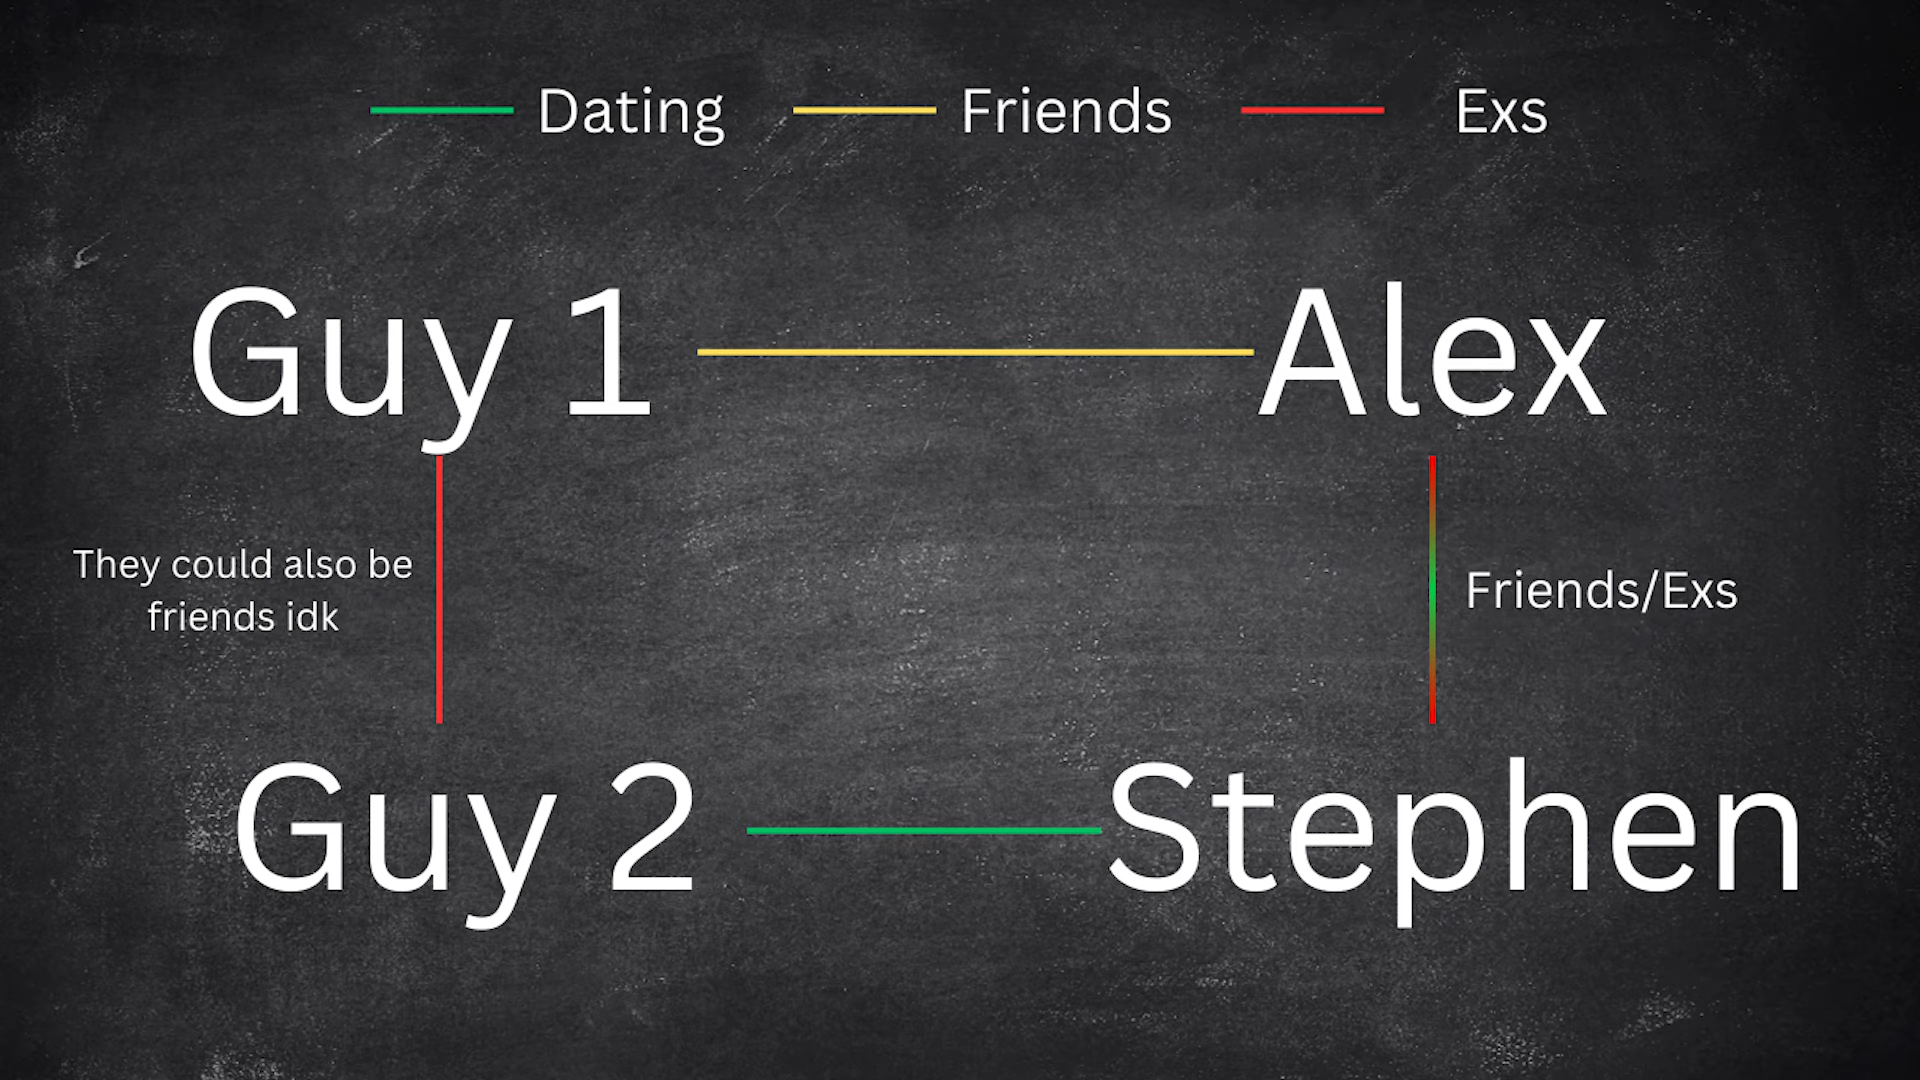 Dating Friends Exs
Guy 1 Alex
They could also be
friends idk
Friends/Exs
Guy 2 Stephen